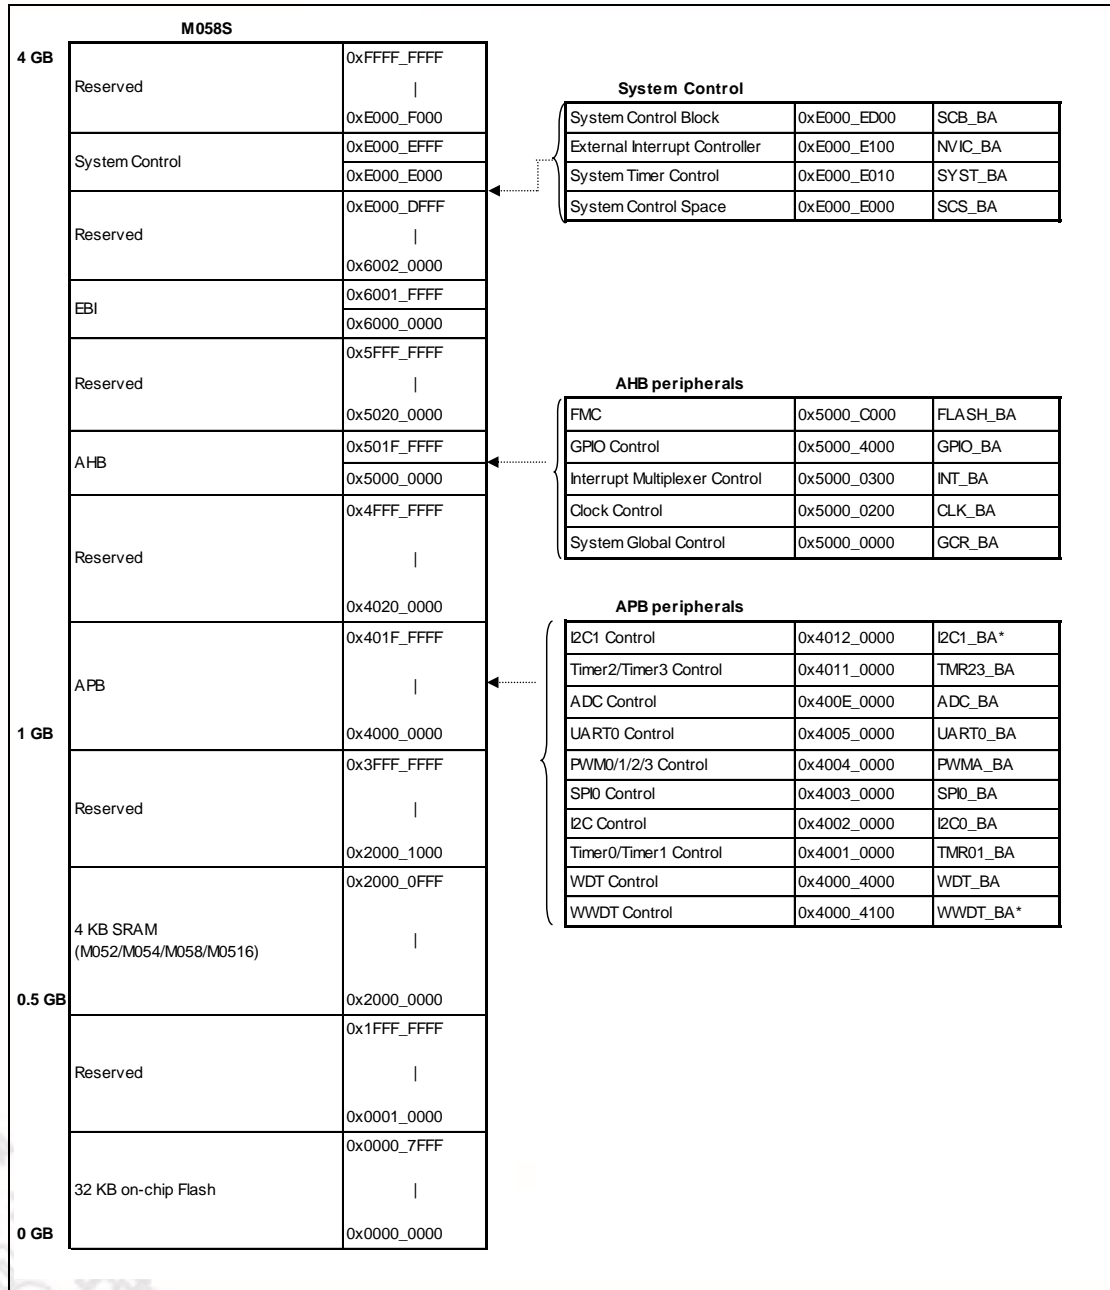 M058S
4 GB
Reserved
0xFFFF_FFFF
|
0xE000_F000
System Control
0xE000_EFFF
0xE000_E000
Reserved
0xE000_DFFF
|
0x6002_0000
EBI
0x6001_FFFF
0x6000_0000
Reserved
0x5FFF_FFFF
|
0x5020_0000
AHB
0x501F_FFFF
0x5000_0000
Reserved
0x4FFF_FFFF
|
0x4020_0000
APB
0x401F_FFFF
|
1 GB
0x4000_0000
Reserved
0x3FFF_FFFF
|
0x2000_1000
4 KB SRAM
(M052/M054/M058/M0516)
0x2000_0FFF
|
0.5 GB
0x2000_0000
Reserved
0x1FFF_FFFF
|
0x0001_0000
32 KB on-chip Flash
0x0000_7FFF
|
0 GB
0x0000_0000
System Control
System Control Block 0xE000_ED00 SCB_BA
External Interrupt Controller 0xE000_E100 NVIC_BA
System Timer Control 0xE000_E010 SYST_BA
System Control Space 0xE000_E000 SCS_BA
AHB peripherals
FMC 0x5000_C000 FLASH_BA
GPIO Control 0x5000_4000 GPIO_BA
Interrupt Multiplexer Control 0x5000_0300 INT_BA
Clock Control 0x5000_0200 CLK_BA
System Global Control 0x5000_0000 GCR_BA
APB peripherals
I2C1 Control 0x4012_0000 I2C1_BA*
Timer2/Timer3 Control 0x4011_0000 TMR23_BA
ADC Control 0x400E_0000 ADC_BA
UART0 Control 0x4005_0000 UART0_BA
PWM0/1/2/3 Control 0x4004_0000 PWMA_BA
SPI0 Control 0x4003_0000 SPI0_BA
I2C Control 0x4002_0000 I2C0_BA
Timer0/Timer1 Control 0x4001_0000 TMR01_BA
WDT Control 0x4000_4000 WDT_BA
WWDT Control 0x4000_4100 WWDT_BA*